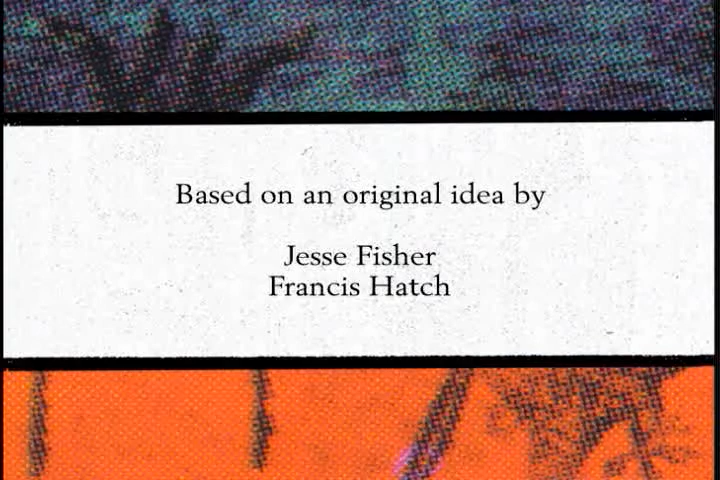 Based on an original idea by
Jesse Fisher
Francis Hatch